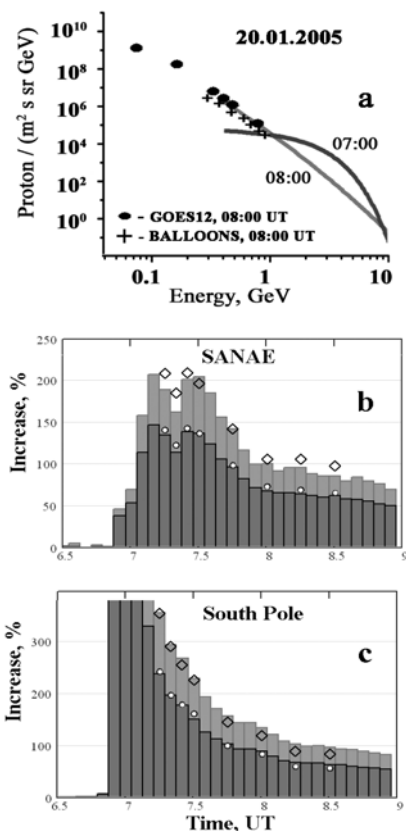 20.01.2005
a
Proton / (m² s sr GeV)
10¹⁰
10⁸
10⁶
10⁴
10²
10⁰
07:00
08:00
- GOES12, 08:00 UT
+ - BALLOONS, 08:00 UT
0.1 1 10
Energy, GeV
SANAE
b
Increase, %
250
200
150
100
50
0
6.5 7 7.5 8 8.5 9
South Pole
c
Increase, %
300
200
100
0
6.5 7 7.5 8 8.5 9
Time, UT